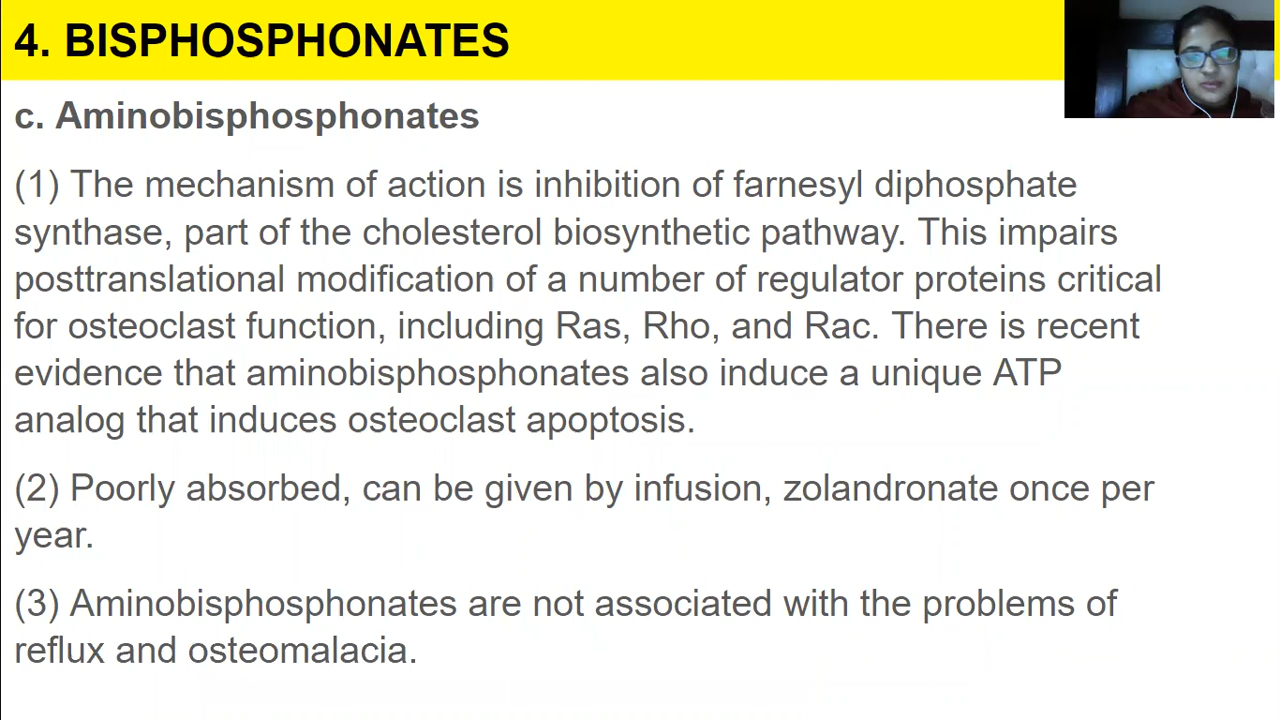 4. BISPHOSPHONATES
c. Aminobisphosphonates
(1) The mechanism of action is inhibition of farnesyl diphosphate
synthase, part of the cholesterol biosynthetic pathway. This impairs
posttranslational modification of a number of regulator proteins critical
for osteoclast function, including Ras, Rho, and Rac. There is recent
evidence that aminobisphosphonates also induce a unique ATP
analog that induces osteoclast apoptosis.
(2) Poorly absorbed, can be given by infusion, zolandronate once per
year.
(3) Aminobisphosphonates are not associated with the problems of
reflux and osteomalacia.